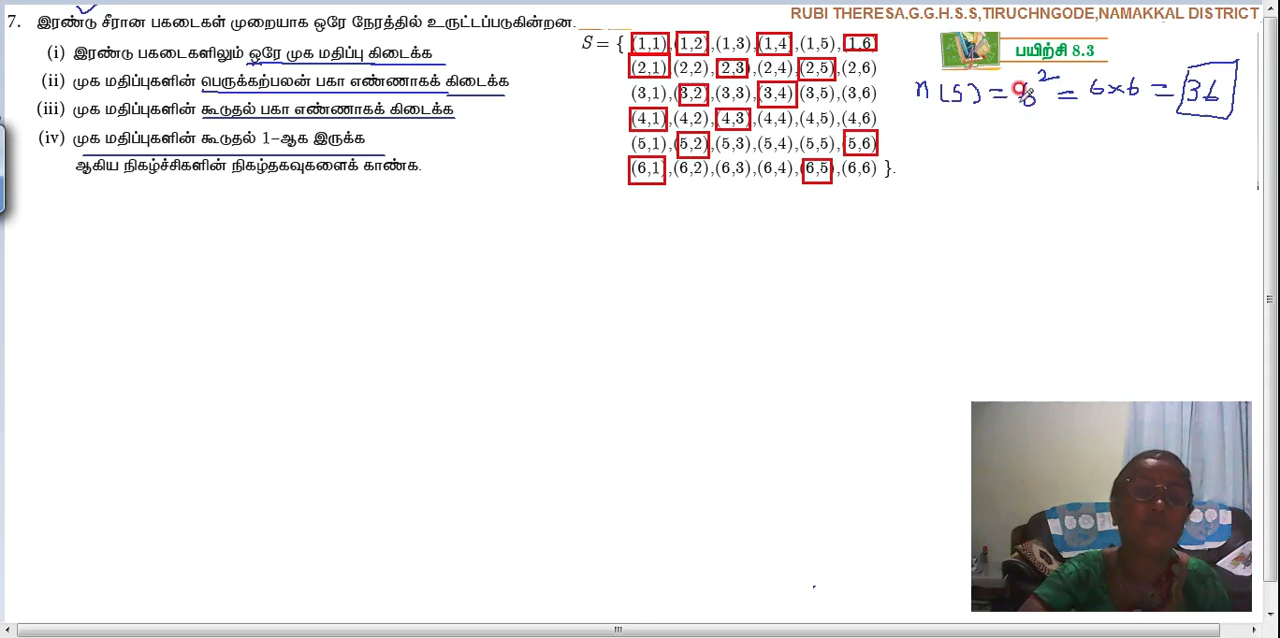 RUBI THERESA.G.G.H.S.S,TIRUCHNGODE,NAMAKKAL DISTRICT
7. இரண்டு சீரான பகடைகள் முறையாக ஒரே நேரத்தில் உருட்டப்படுகின்றன.
(i) இரண்டு பகடைகளிலும் ஒரே முக மதிப்பு கிடைக்க
(ii) முக மதிப்புகளின் பெருக்கற்பலன் பகா எண்ணாகக் கிடைக்க
(iii) முக மதிப்புகளின் கூடுதல் பகா எண்ணாகக் கிடைக்க
(iv) முக மதிப்புகளின் கூடுதல் 1-ஆக இருக்க
ஆகிய நிகழ்ச்சிகளின் நிகழ்தகவுகளைக் காண்க.
S = { (1,1),(1,2),(1,3),(1,4),(1,5),(1,6)
(2,1),(2,2),(2,3),(2,4),(2,5),(2,6)
(3,1),(3,2),(3,3),(3,4),(3,5),(3,6)
(4,1),(4,2),(4,3),(4,4),(4,5),(4,6)
(5,1),(5,2),(5,3),(5,4),(5,5),(5,6)
(6,1),(6,2),(6,3),(6,4),(6,5),(6,6) }.
பயிற்சி 8.3
n(S) = 6² = 6×6 = 36